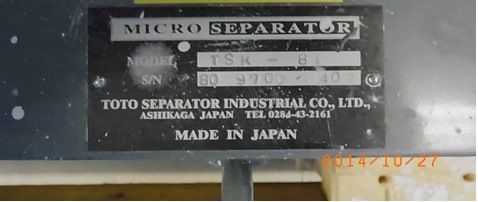 MICRO SEPARATOR
MODEL TSK - 81
S/N 80 9700 40
TOTO SEPARATOR INDUSTRIAL CO., LTD.,
ASHIKAGA JAPAN TEL 0284-43-2161
MADE IN JAPAN
2014/10/27